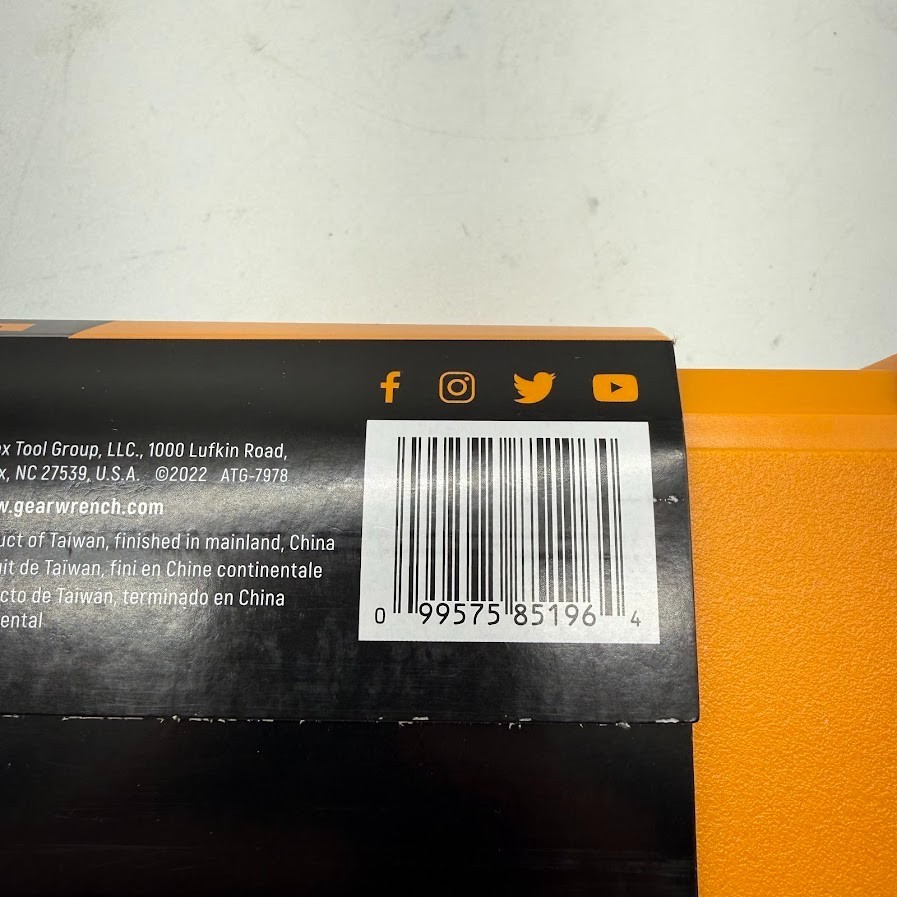 ex Tool Group, LLC., 1000 Lufkin Road,
x, NC 27539, U.S.A. ©2022 ATG-7978
w.gearwrench.com
uct of Taiwan, finished in mainland, China
uit de Taiwan, fini en Chine continentale
cto de Taiwan, terminado en China
ental
0 99575 85196 4